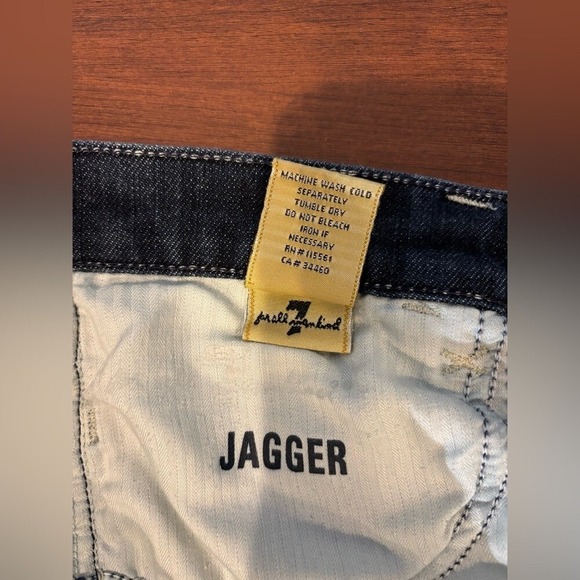 MACHINE WASH COLD
SEPARATELY
TUMBLE DRY
DO NOT BLEACH
IRON IF
NECESSARY
RN#115561
CA# 34460
7
for all mankind
JAGGER